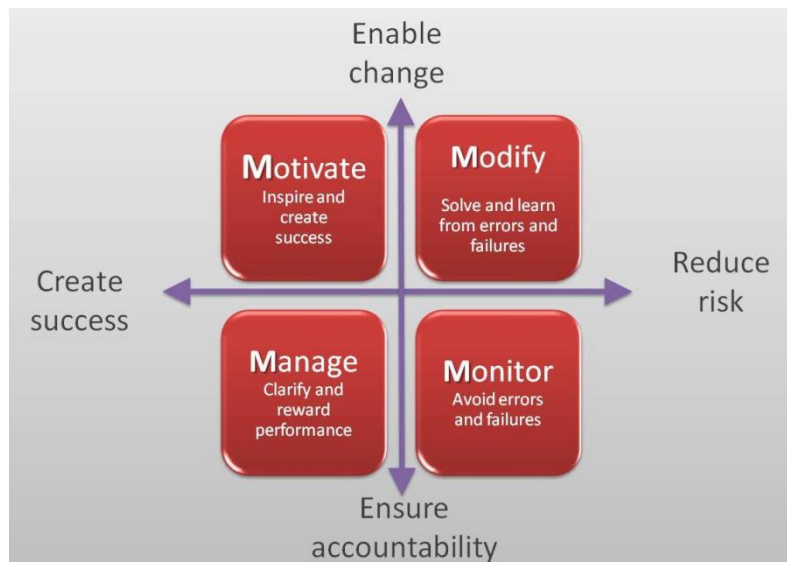 Enable
change
Motivate
Inspire and
create
success
Modify
Solve and learn
from errors and
failures
Create
success
Reduce
risk
Manage
Clarify and
reward
performance
Monitor
Avoid errors
and failures
Ensure
accountability